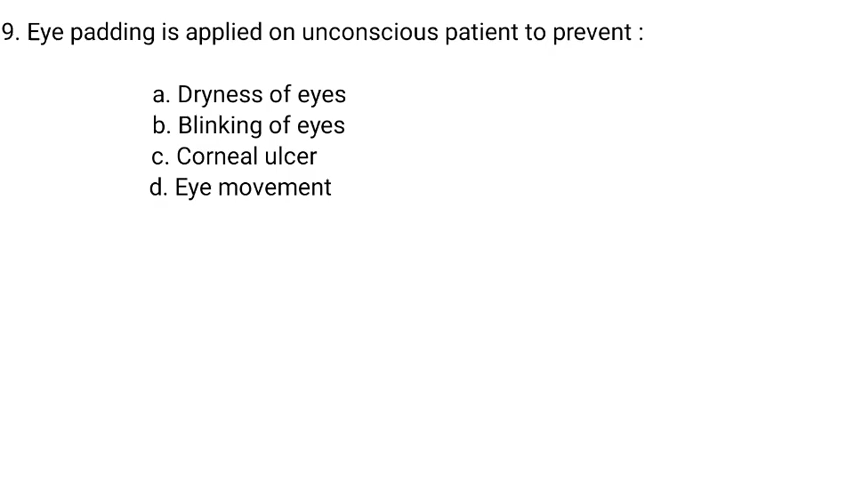 9. Eye padding is applied on unconscious patient to prevent :
a. Dryness of eyes
b. Blinking of eyes
c. Corneal ulcer
d. Eye movement